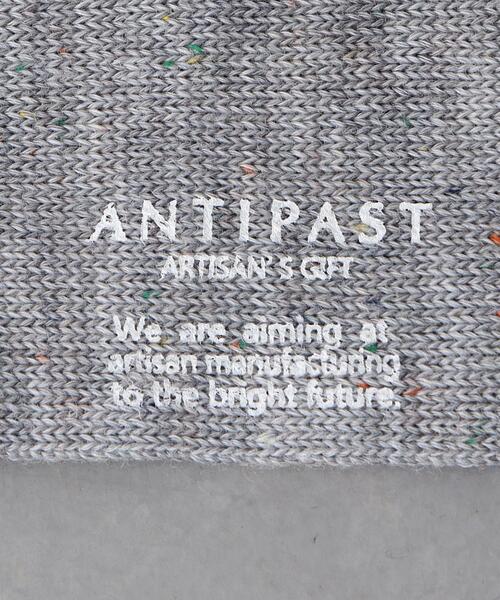 ANTIPAST
ARTISAN'S GIFT
We are aiming at
artisan manufacturing
to the bright future.